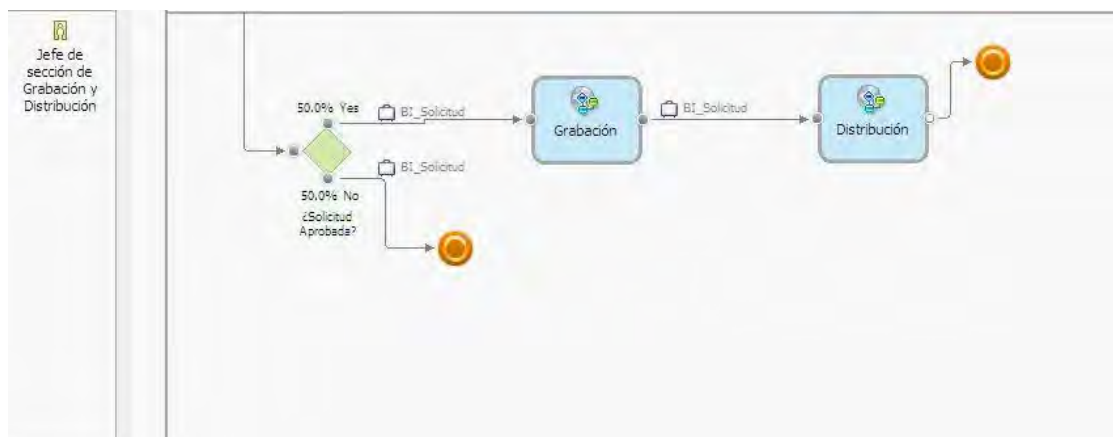 Jefe de
sección de
Grabación y
Distribución
50.0% Yes
BI_Solicitud
Grabación
BI_Solicitud
Distribución
BI_Solicitud
50.0% No
¿Solicitud
Aprobada?